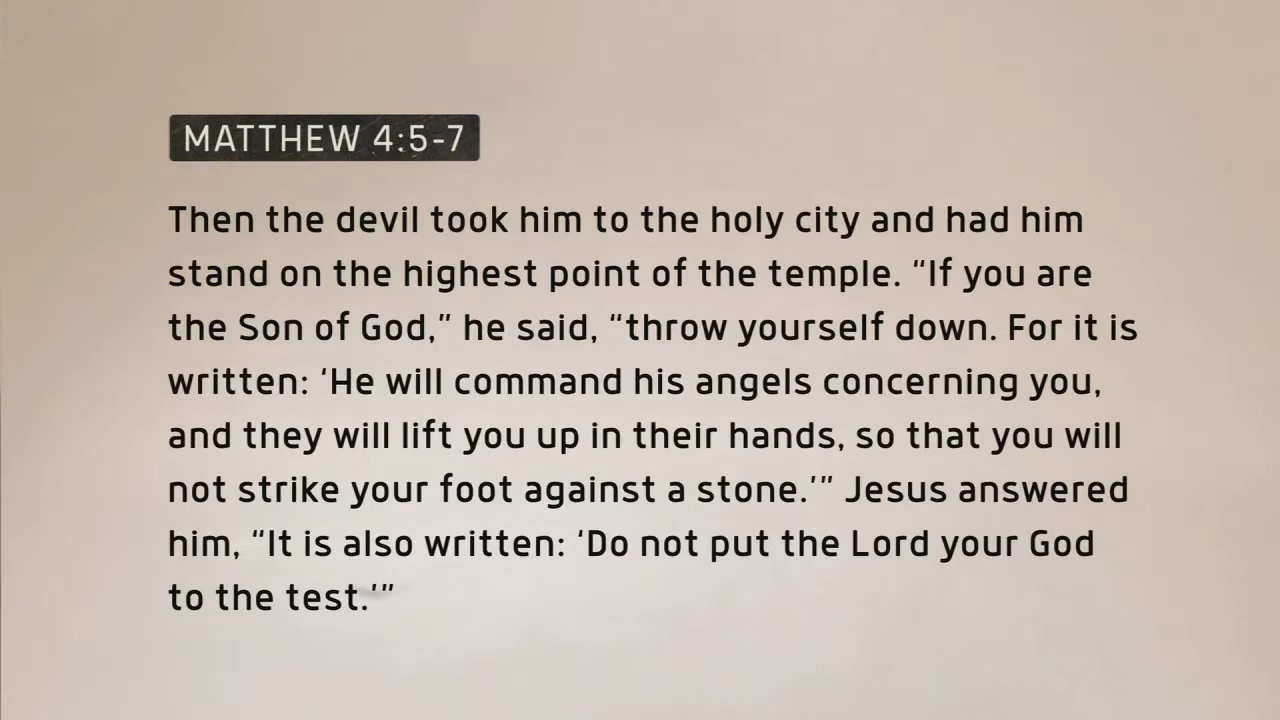 MATTHEW 4:5-7
Then the devil took him to the holy city and had him
stand on the highest point of the temple. “If you are
the Son of God,” he said, “throw yourself down. For it is
written: ‘He will command his angels concerning you,
and they will lift you up in their hands, so that you will
not strike your foot against a stone.’” Jesus answered
him, “It is also written: ‘Do not put the Lord your God
to the test.’”